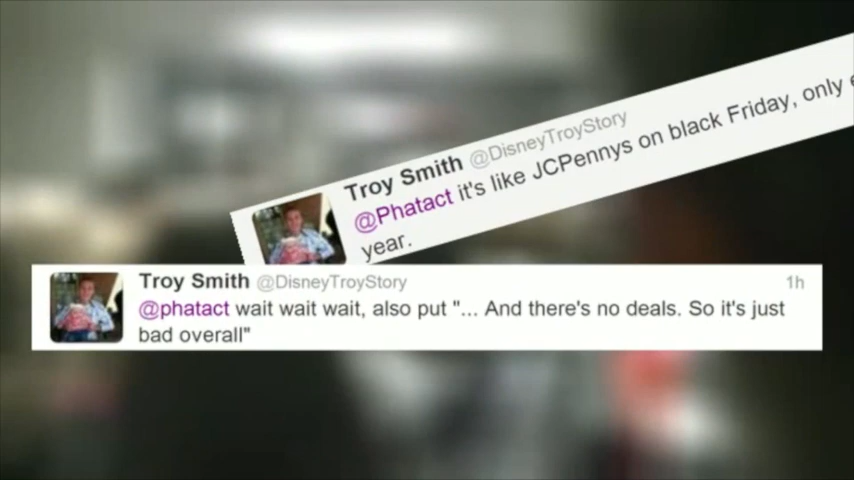 Troy Smith @DisneyTroyStory
@Phatact it's like JCPennys on black Friday, only
year.
Troy Smith @DisneyTroyStory 1h
@phatact wait wait wait, also put "... And there's no deals. So it's just
bad overall"